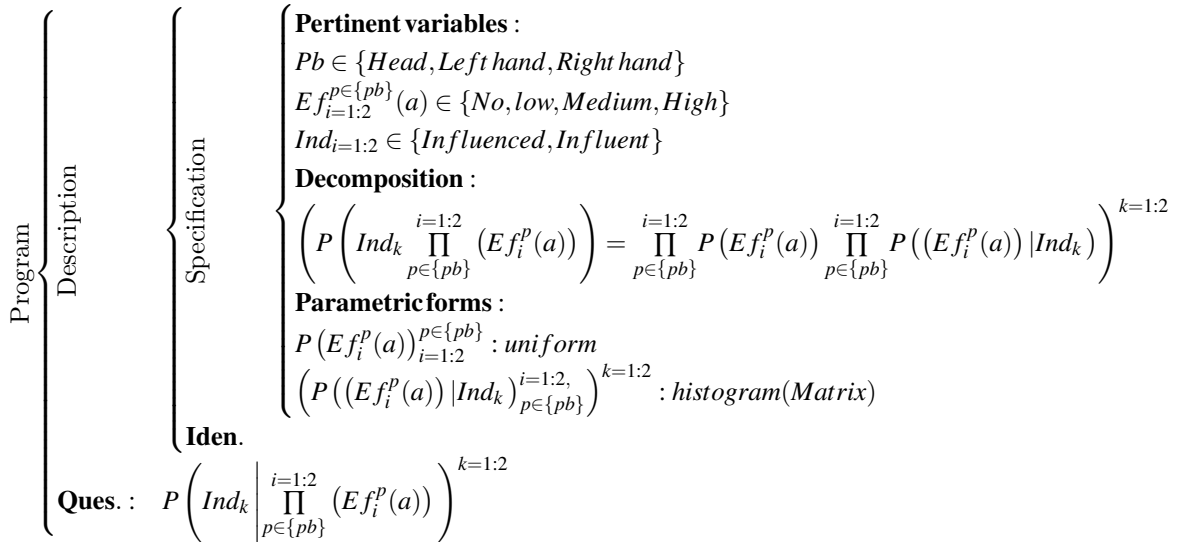 Program
Description
Specification
Pertinent variables :
Pb ∈ {Head, Left hand, Right hand}
Ef_{i=1:2}^{p∈{pb}}(a) ∈ {No, low, Medium, High}
Ind_{i=1:2} ∈ {Influenced, Influent}
Decomposition :
(P(Ind_k ∏_{p∈{pb}}^{i=1:2} (Ef_i^p(a))) = ∏_{p∈{pb}}^{i=1:2} P(Ef_i^p(a)) ∏_{p∈{pb}}^{i=1:2} P((Ef_i^p(a)) | Ind_k))^{k=1:2}
Parametric forms :
P(Ef_i^p(a))_{i=1:2}^{p∈{pb}} : uniform
(P((Ef_i^p(a)) | Ind_k)_{p∈{pb}}^{i=1:2,})^{k=1:2} : histogram(Matrix)
Iden.
Ques. : P(Ind_k | ∏_{p∈{pb}}^{i=1:2} (Ef_i^p(a)))^{k=1:2}